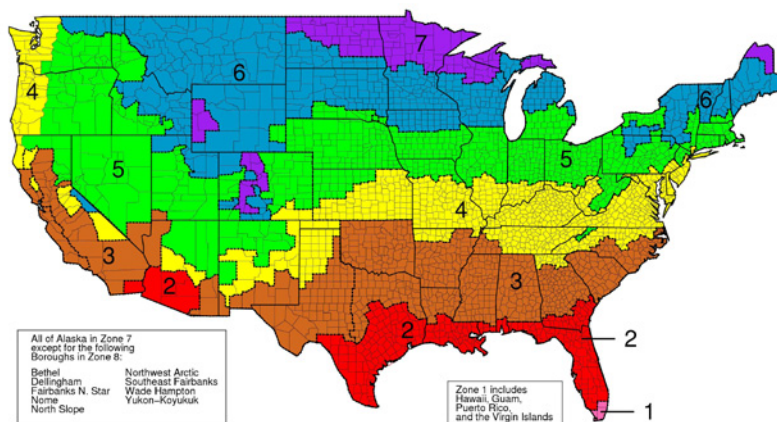 7
6
4
6
5
5
4
3
3
2
2
2
1
All of Alaska in Zone 7
except for the following
Boroughs in Zone 8:
Bethel Northwest Arctic
Dellingham Southeast Fairbanks
Fairbanks N. Star Wade Hampton
Nome Yukon-Koyukuk
North Slope
Zone 1 includes
Hawaii, Guam,
Puerto Rico,
and the Virgin Islands